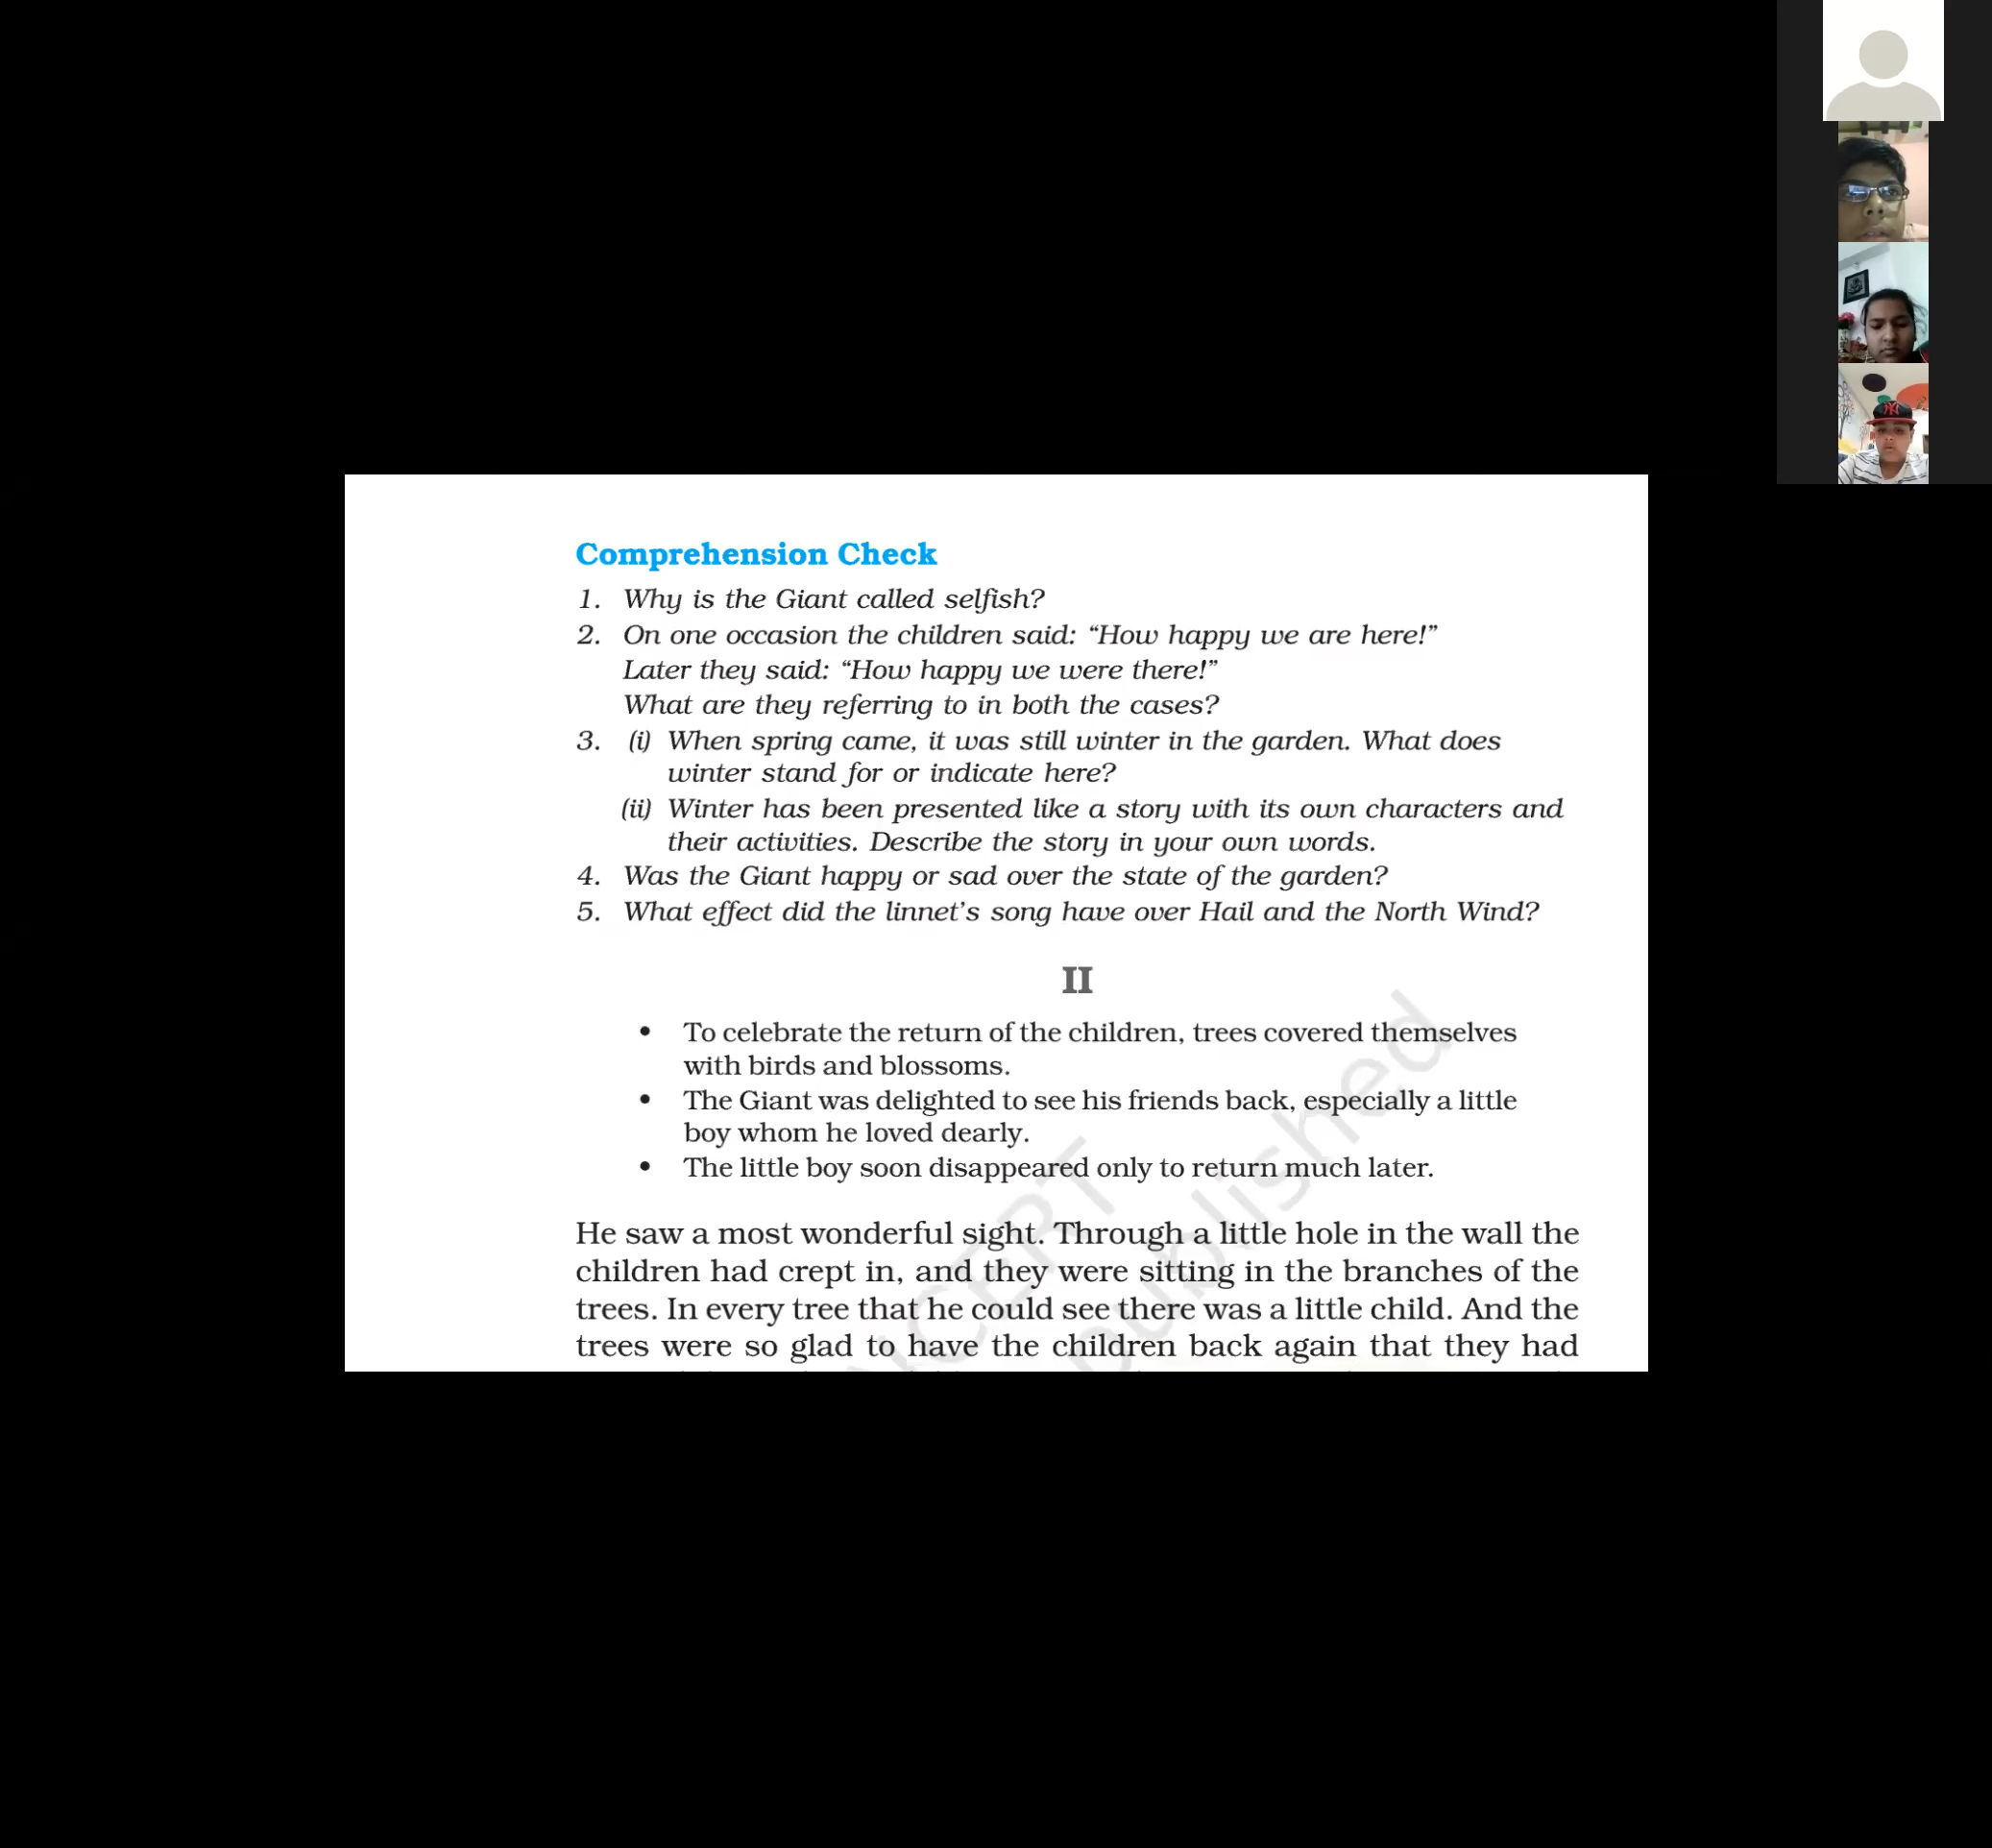 Comprehension Check
1. Why is the Giant called selfish?
2. On one occasion the children said: “How happy we are here!”
Later they said: “How happy we were there!”
What are they referring to in both the cases?
3. (i) When spring came, it was still winter in the garden. What does
winter stand for or indicate here?
(ii) Winter has been presented like a story with its own characters and
their activities. Describe the story in your own words.
4. Was the Giant happy or sad over the state of the garden?
5. What effect did the linnet’s song have over Hail and the North Wind?
II
• To celebrate the return of the children, trees covered themselves
with birds and blossoms.
• The Giant was delighted to see his friends back, especially a little
boy whom he loved dearly.
• The little boy soon disappeared only to return much later.
He saw a most wonderful sight. Through a little hole in the wall the
children had crept in, and they were sitting in the branches of the
trees. In every tree that he could see there was a little child. And the
trees were so glad to have the children back again that they had
NCERT
published
NY